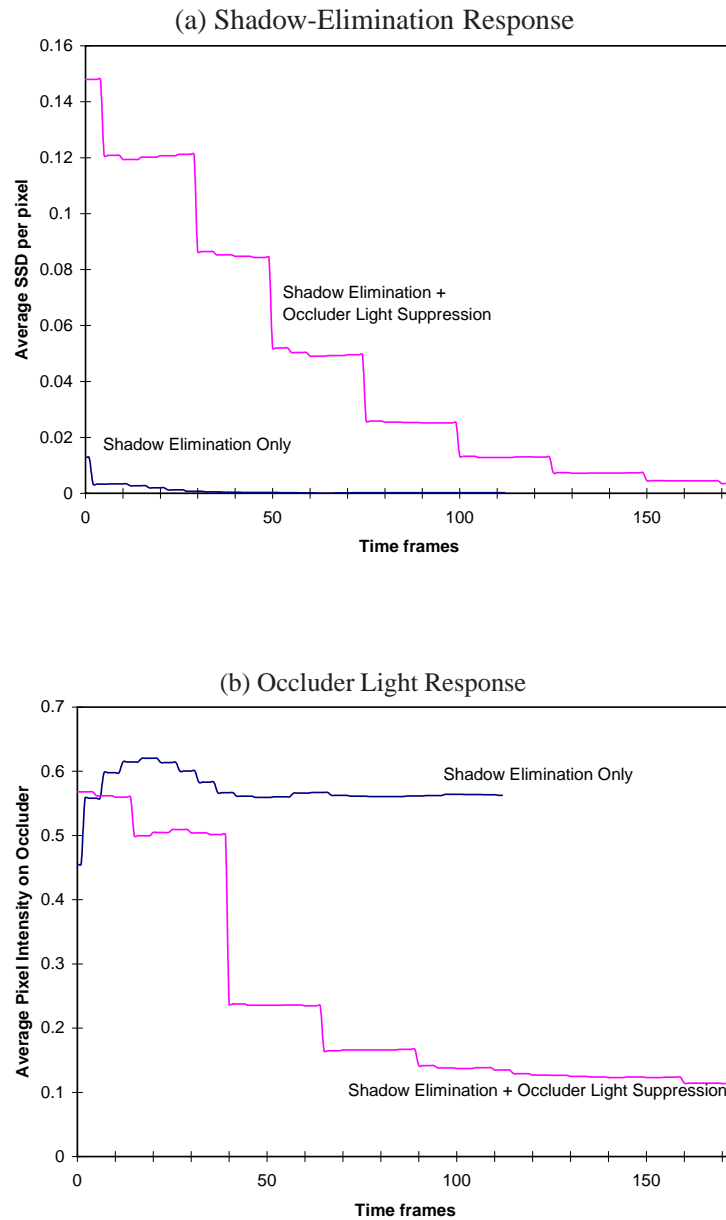 (a) Shadow-Elimination Response
0.16
0.14
0.12
0.1
0.08
0.06
0.04
0.02
0
Average SSD per pixel
Shadow Elimination +
Occluder Light Suppression
Shadow Elimination Only
0 50 100 150
Time frames
(b) Occluder Light Response
0.7
0.6
0.5
0.4
0.3
0.2
0.1
0
Average Pixel Intensity on Occluder
Shadow Elimination Only
Shadow Elimination + Occluder Light Suppression
0 50 100 150
Time frames